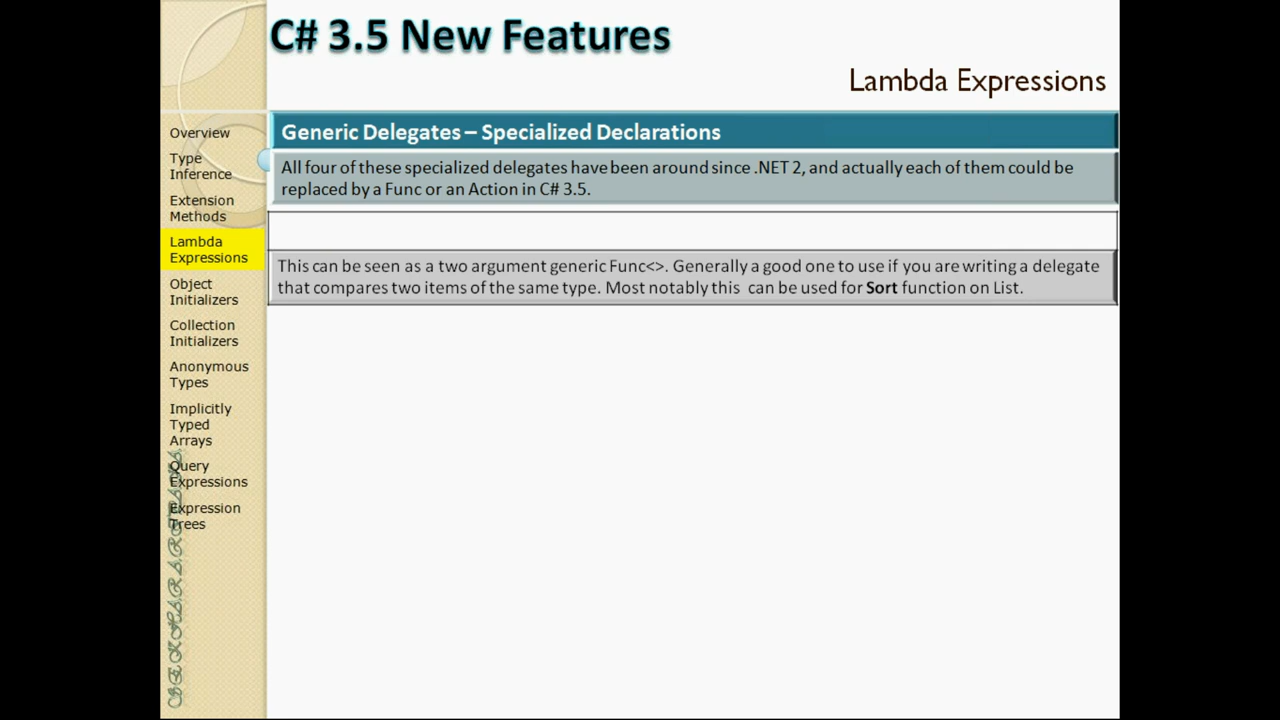 C# 3.5 New Features
Lambda Expressions
Overview
Type
Inference
Extension
Methods
Lambda
Expressions
Object
Initializers
Collection
Initializers
Anonymous
Types
Implicitly
Typed
Arrays
Query
Expressions
Expression
Trees
Generic Delegates – Specialized Declarations
All four of these specialized delegates have been around since .NET 2, and actually each of them could be
replaced by a Func or an Action in C# 3.5.
This can be seen as a two argument generic Func<>. Generally a good one to use if you are writing a delegate
that compares two items of the same type. Most notably this can be used for Sort function on List.